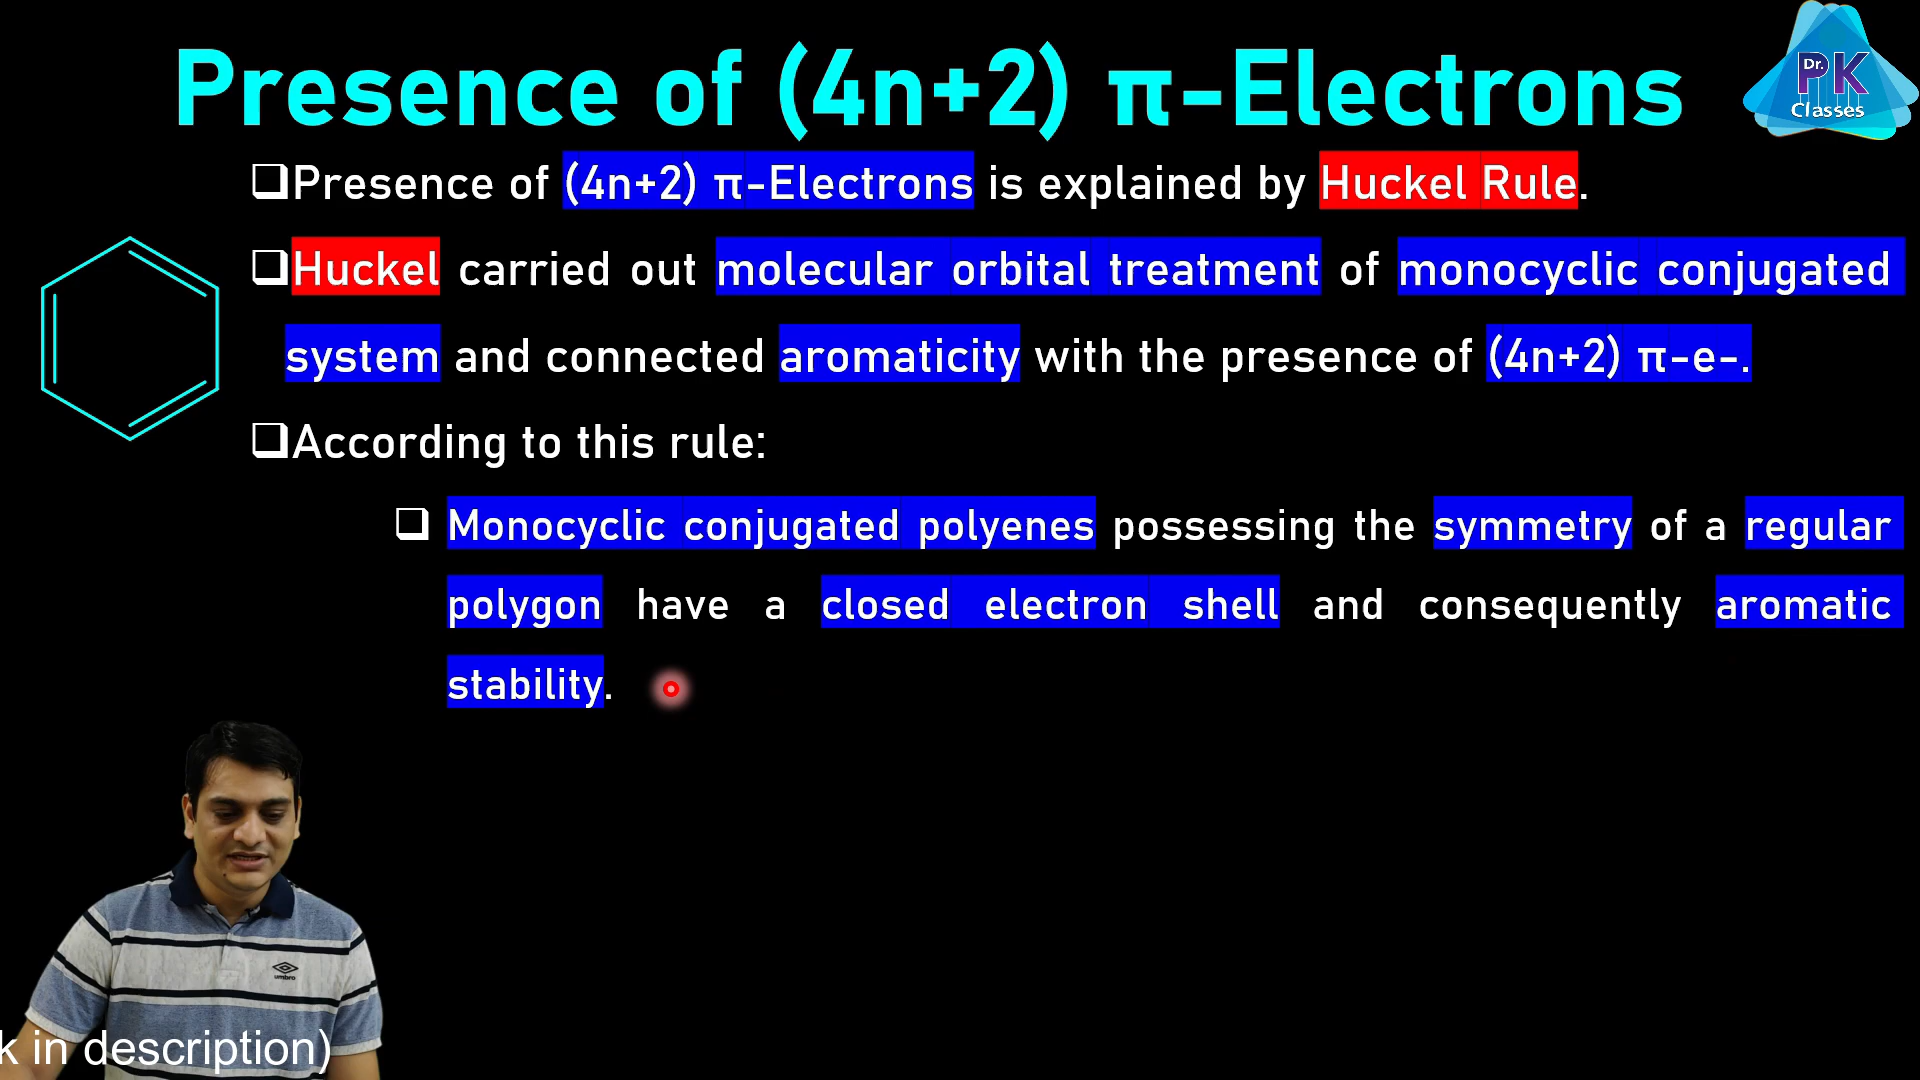 Presence of (4n+2) π-Electrons
Dr.
PK
Classes
❑Presence of (4n+2) π-Electrons is explained by Huckel Rule.
❑Huckel carried out molecular orbital treatment of monocyclic conjugated
system and connected aromaticity with the presence of (4n+2) π-e-.
❑According to this rule:
❑ Monocyclic conjugated polyenes possessing the symmetry of a regular
polygon have a closed electron shell and consequently aromatic
stability.
umbro
k in description)